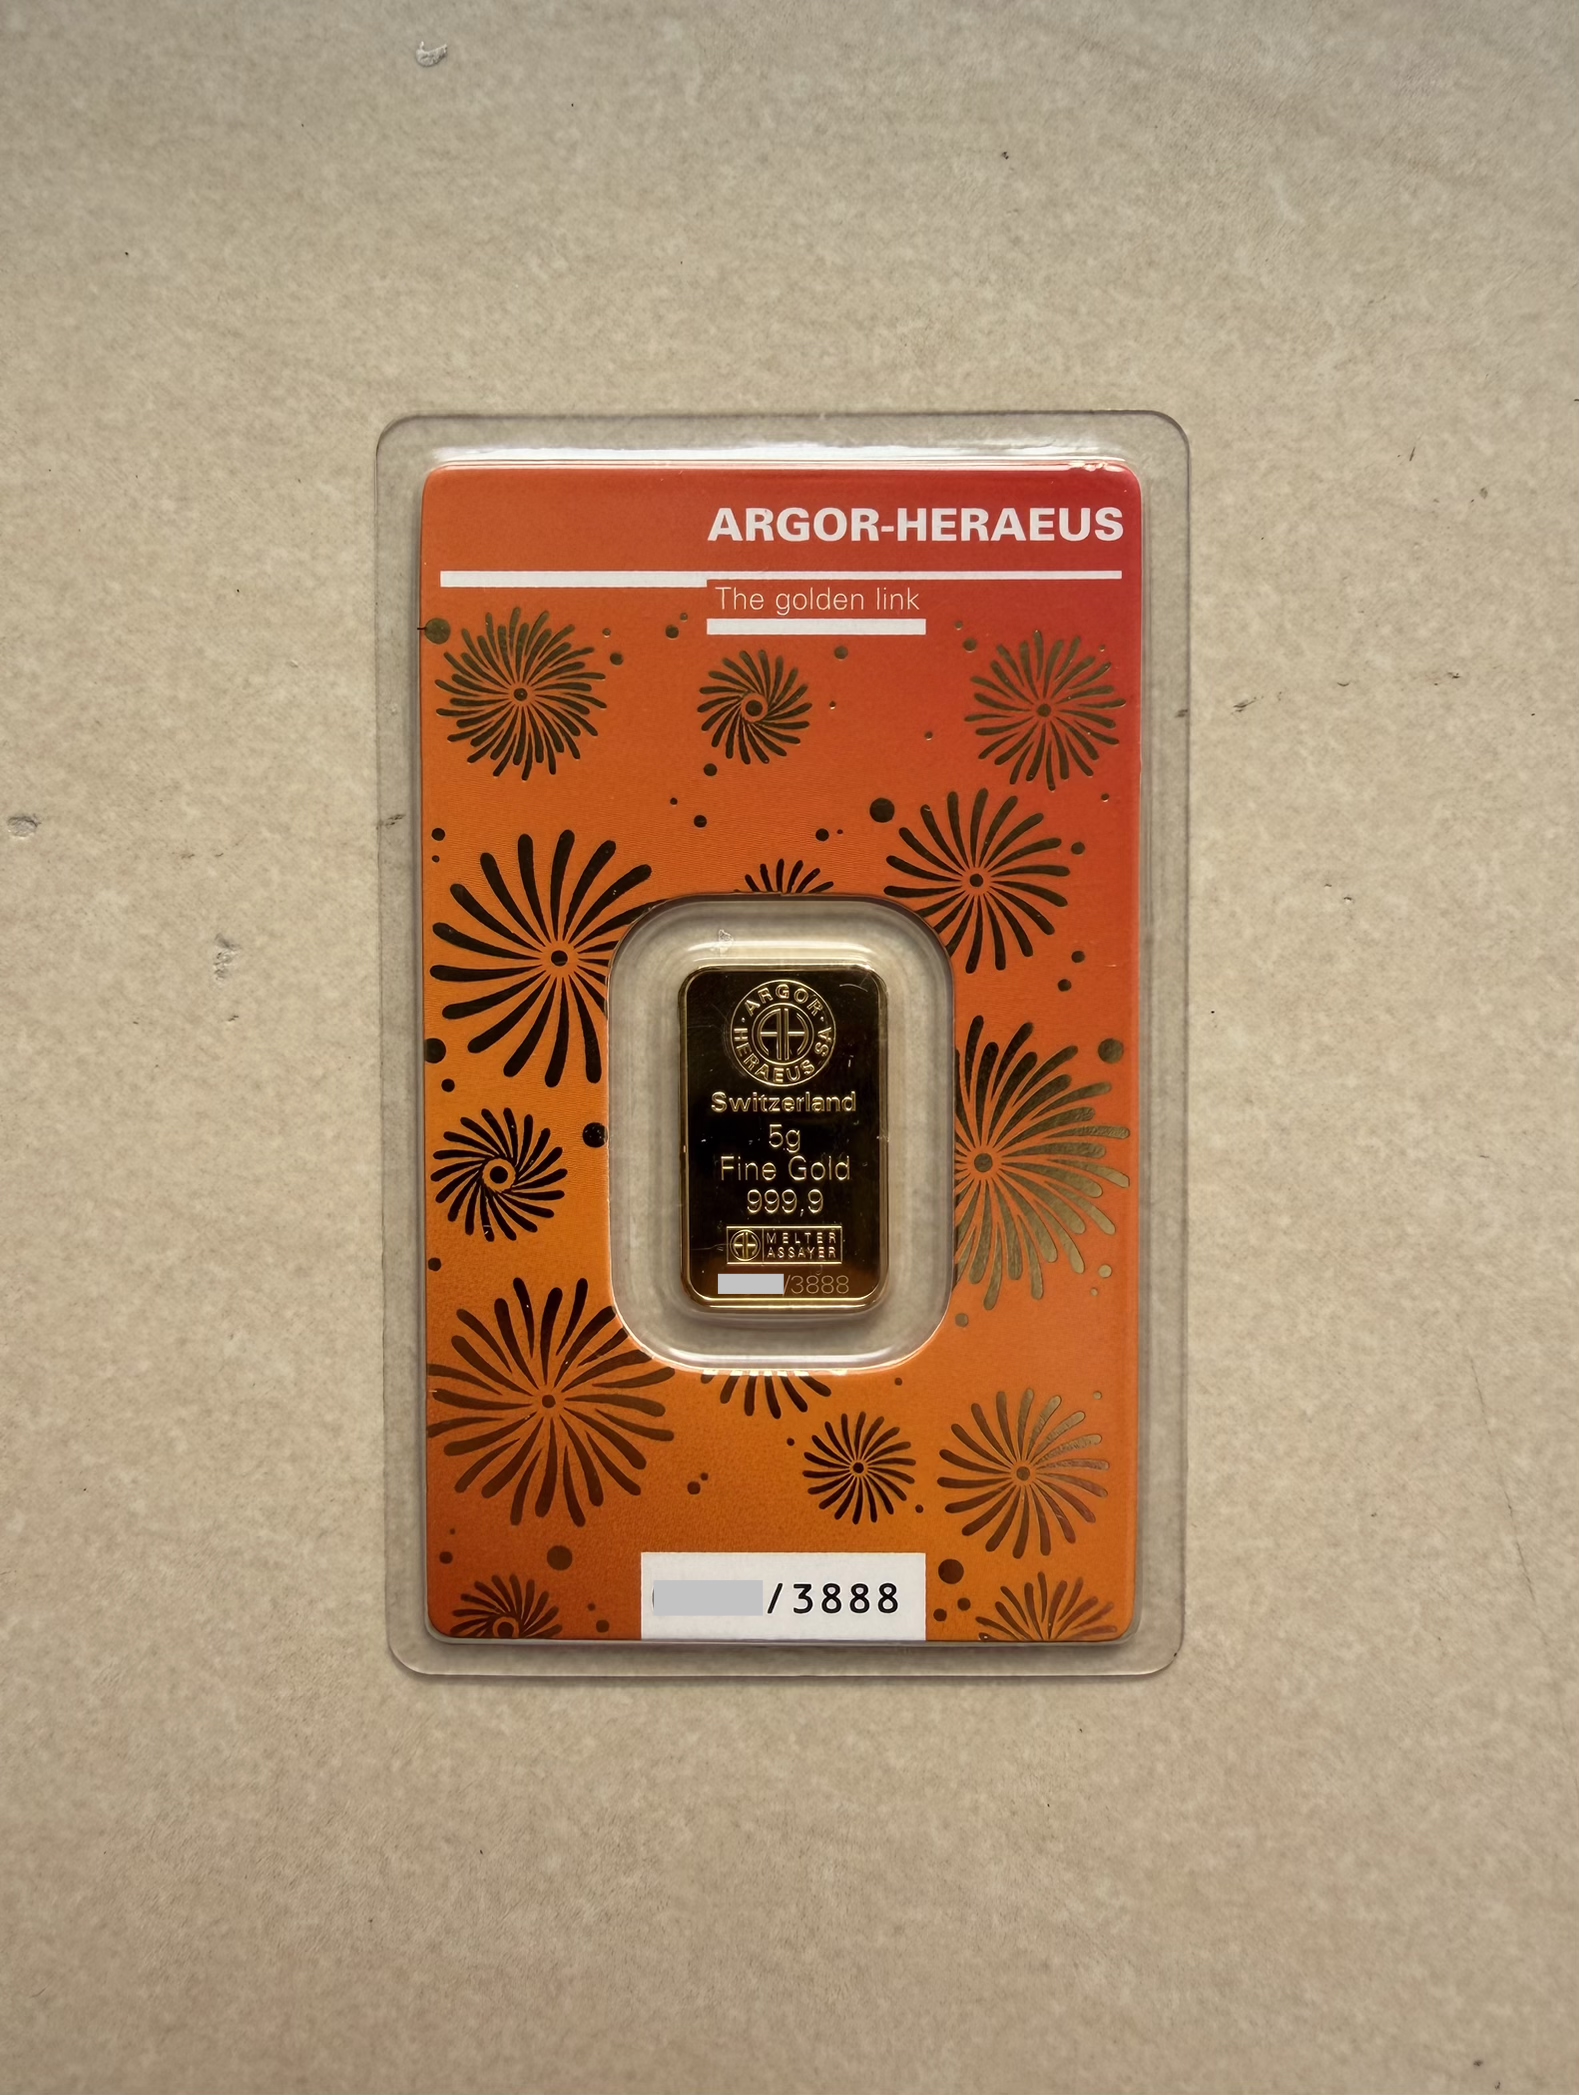 ARGOR-HERAEUS
The golden link
ARGOR
HERAEUS SA
Switzerland
5g
Fine Gold
999,9
MELTER
ASSAYER
/3888
/3888